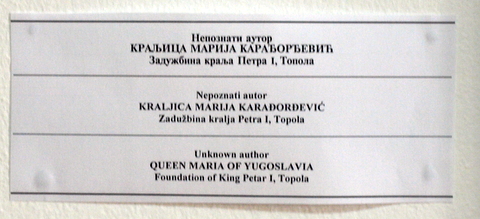 Непознати аутор
КРАЉИЦА МАРИЈА КАРАЂОРЂЕВИЋ
Задужбина краља Петра I, Топола
Nepoznati autor
KRALJICA MARIJA KARAĐORĐEVIĆ
Zadužbina kralja Petra I, Topola
Unknown author
QUEEN MARIA OF YUGOSLAVIA
Foundation of King Petar I, Topola